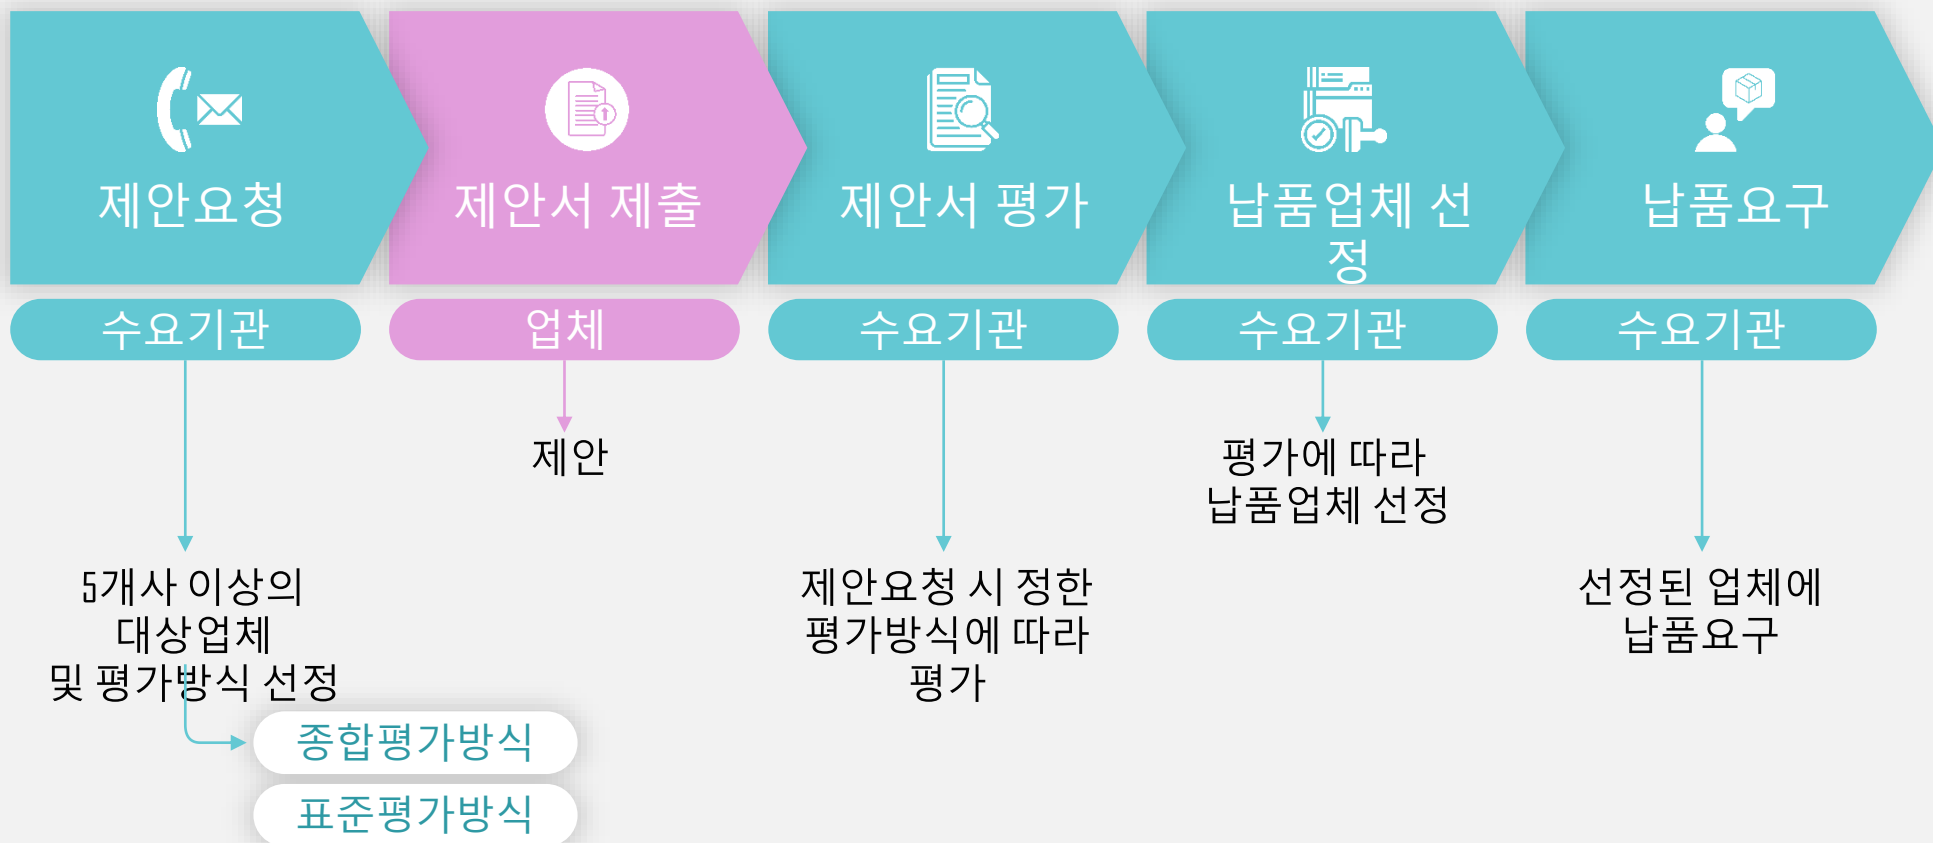 제안요청
제안서 제출
제안서 평가
납품업체 선
정
납품요구
수요기관
업체
수요기관
수요기관
수요기관
제안
평가에 따라
납품업체 선정
5개사 이상의
대상업체
및 평가방식 선정
제안요청 시 정한
평가방식에 따라
평가
선정된 업체에
납품요구
종합평가방식
표준평가방식